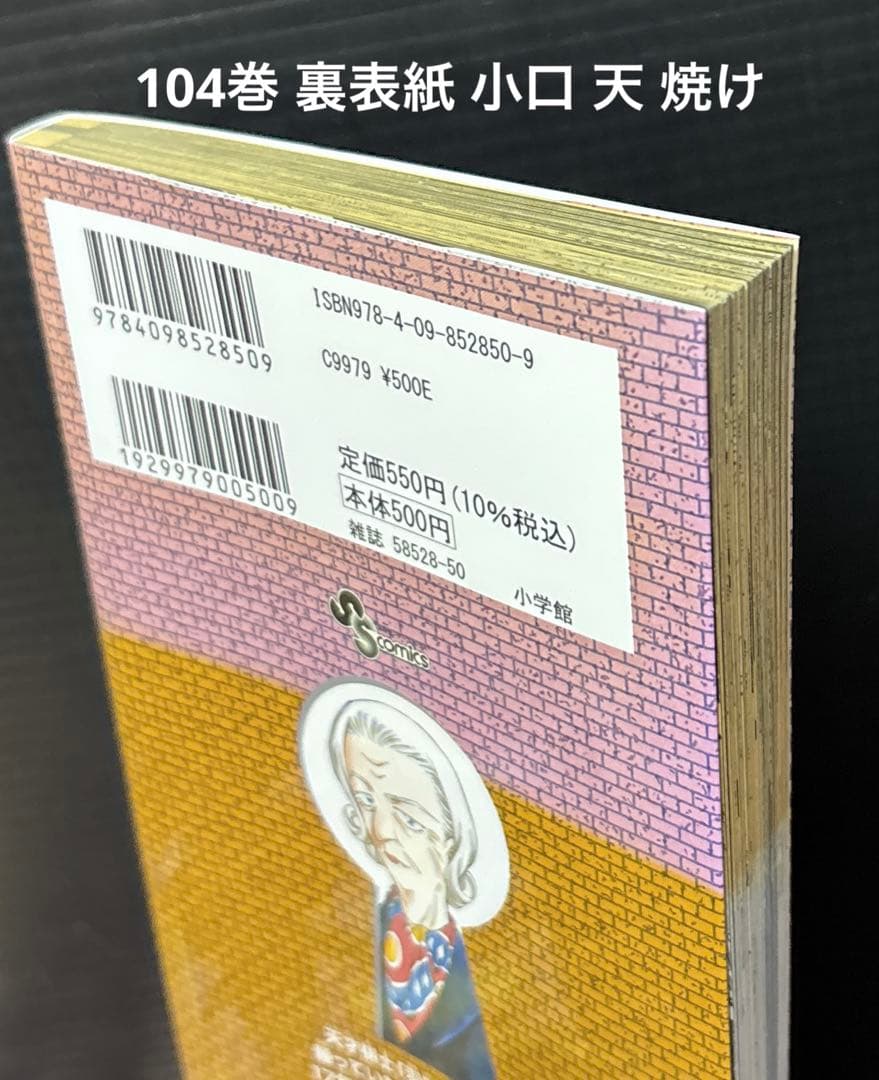 104巻 裏表紙 小口 天 焼け
ISBN978-4-09-852850-9
9784098528509
C9979 ¥500E
1929979005009
定価550円(10%税込)
本体500円
雑誌 58528-50
小学館
SS comics